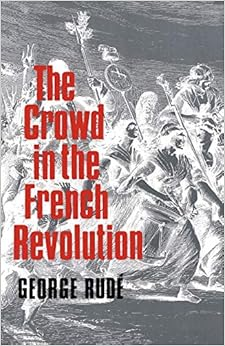 The
Crowd
in the
French
Revolution
GEORGE RUDÉ